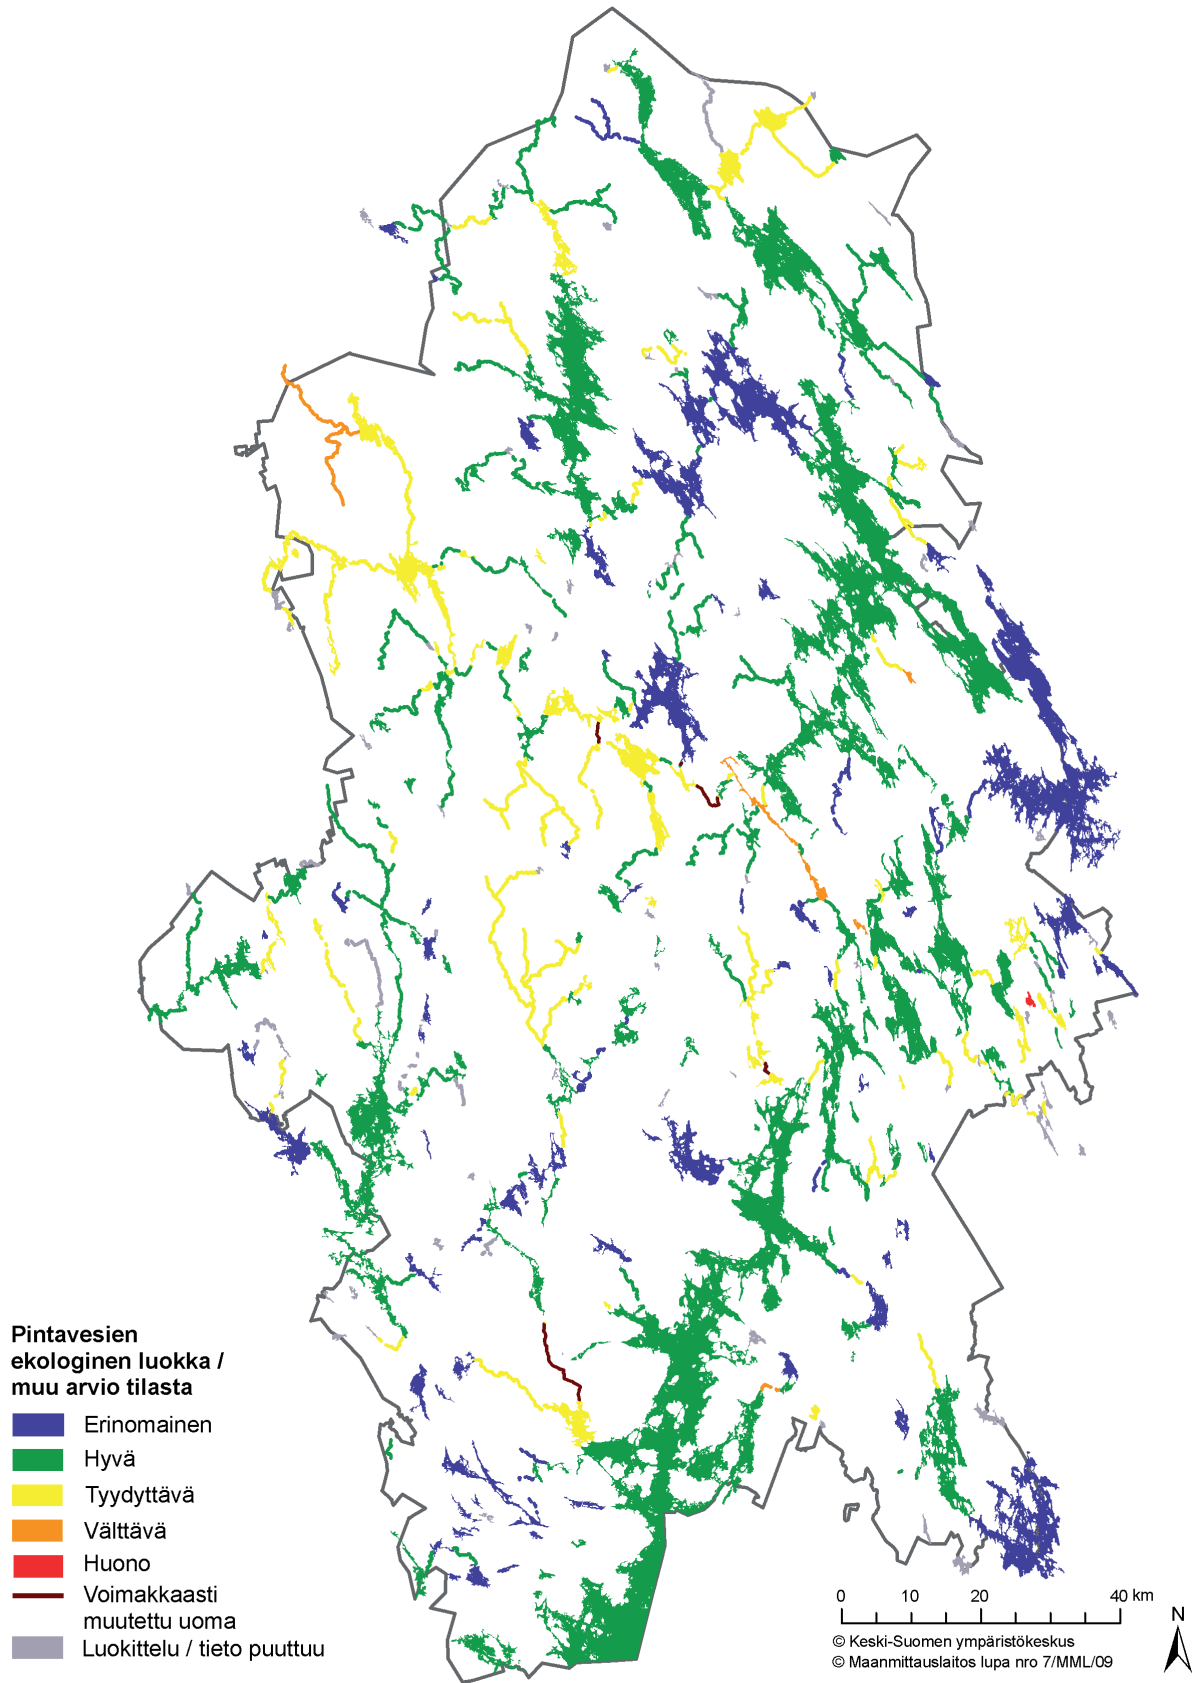 Pintavesien
ekologinen luokka /
muu arvio tilasta
Erinomainen
Hyvä
Tyydyttävä
Välttävä
Huono
Voimakkaasti
muutettu uoma
Luokittelu / tieto puuttuu
0 10 20 40 km
N
© Keski-Suomen ympäristökeskus
© Maanmittauslaitos lupa nro 7/MML/09